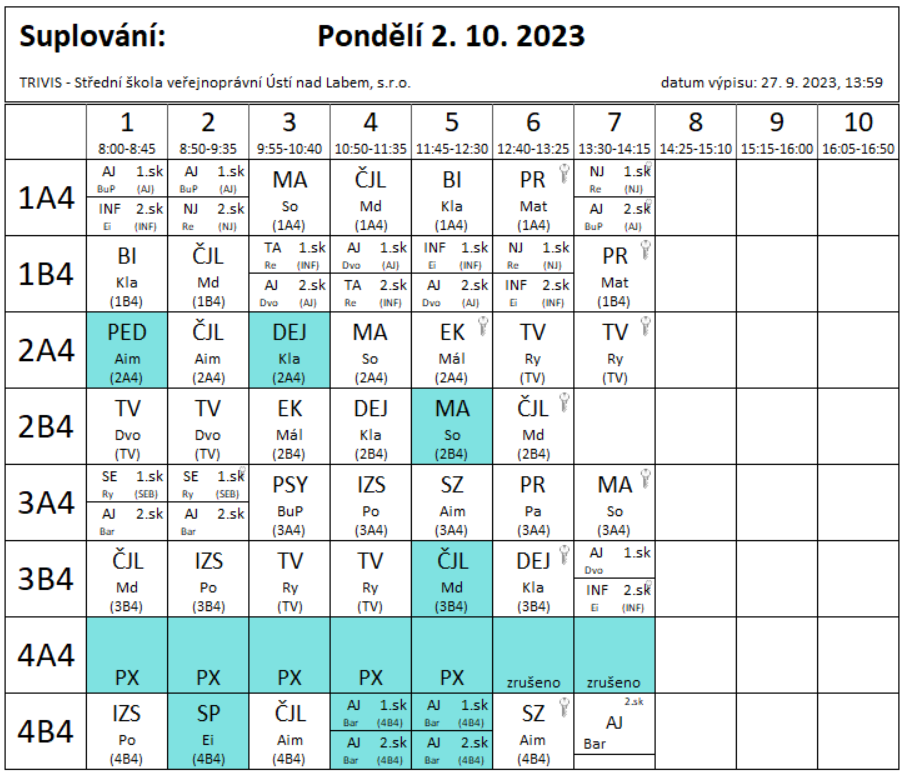 Suplování: Pondělí 2. 10. 2023
TRIVIS - Střední škola veřejnoprávní Ústí nad Labem, s.r.o. datum výpisu: 27. 9. 2023, 13:59
1 2 3 4 5 6 7 8 9 10
8:00-8:45 8:50-9:35 9:55-10:40 10:50-11:35 11:45-12:30 12:40-13:25 13:30-14:15 14:25-15:10 15:15-16:00 16:05-16:50
1A4
AJ 1.sk
BuP (AJ)
INF 2.sk
Ei (INF)
AJ 1.sk
BuP (AJ)
NJ 2.sk
Re (NJ)
MA
So
(1A4)
ČJL
Md
(1A4)
BI
Kla
(1A4)
PR
Mat
(1A4)
NJ 1.sk
Re (NJ)
AJ 2.sk
BuP (AJ)
1B4
BI
Kla
(1B4)
ČJL
Md
(1B4)
TA 1.sk
Re (INF)
AJ 2.sk
Dvo (AJ)
AJ 1.sk
Dvo (AJ)
TA 2.sk
Re (INF)
INF 1.sk
Ei (INF)
AJ 2.sk
Dvo (AJ)
NJ 1.sk
Re (NJ)
INF 2.sk
Ei (INF)
PR
Mat
(1B4)
2A4
PED
Aim
(2A4)
ČJL
Aim
(2A4)
DEJ
Kla
(2A4)
MA
So
(2A4)
EK
Mál
(2A4)
TV
Ry
(TV)
TV
Ry
(TV)
2B4
TV
Dvo
(TV)
TV
Dvo
(TV)
EK
Mál
(2B4)
DEJ
Kla
(2B4)
MA
So
(2B4)
ČJL
Md
(2B4)
3A4
SE 1.sk
Ry (SEB)
AJ 2.sk
Bar
SE 1.sk
Ry (SEB)
AJ 2.sk
Bar
PSY
BuP
(3A4)
IZS
Po
(3A4)
SZ
Aim
(3A4)
PR
Pa
(3A4)
MA
So
(3A4)
3B4
ČJL
Md
(3B4)
IZS
Po
(3B4)
TV
Ry
(TV)
TV
Ry
(TV)
ČJL
Md
(3B4)
DEJ
Kla
(3B4)
AJ 1.sk
Dvo
INF 2.sk
Ei (INF)
4A4
PX
PX
PX
PX
PX
zrušeno
zrušeno
4B4
IZS
Po
(4B4)
SP
Ei
(4B4)
ČJL
Aim
(4B4)
AJ 1.sk
Bar (4B4)
AJ 2.sk
Bar (4B4)
AJ 1.sk
Bar (4B4)
AJ 2.sk
Bar (4B4)
SZ
Aim
(4B4)
2.sk
AJ
Bar